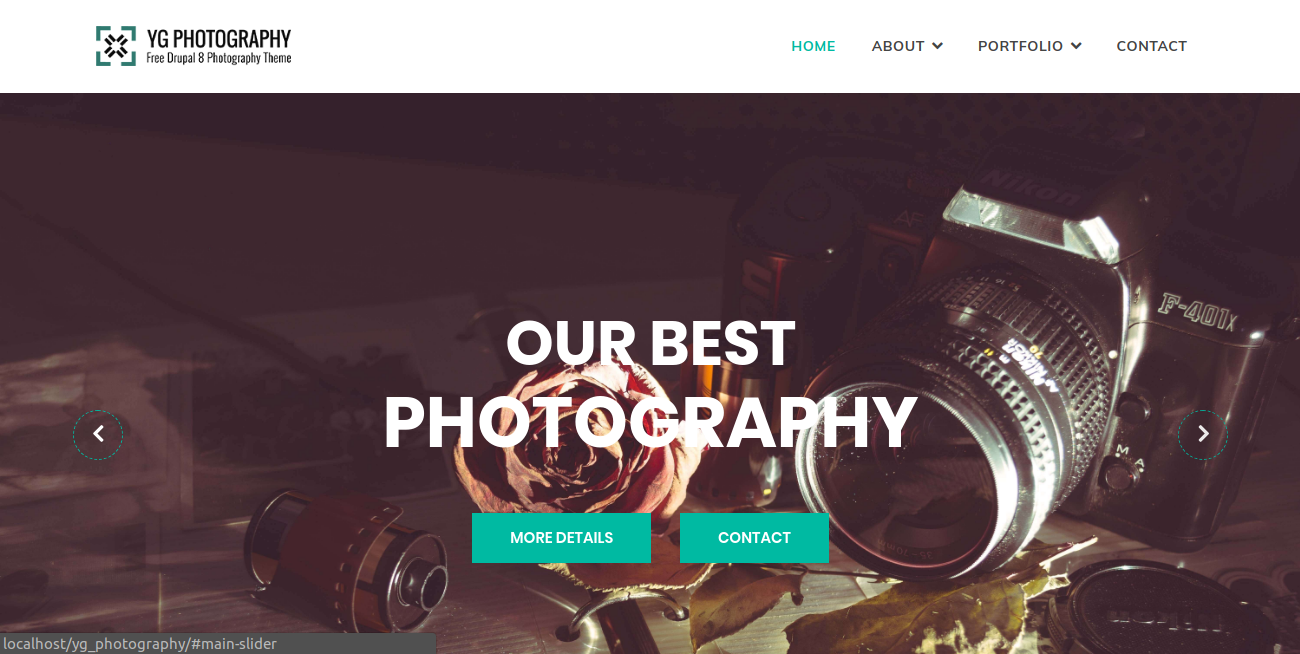 YG PHOTOGRAPHY
Free Drupal 8 Photography Theme
HOME
ABOUT
PORTFOLIO
CONTACT
Nikon
AF
F-401x
OUR BEST
PHOTOGRAPHY
M A
MORE DETAILS
CONTACT
localhost/yg_photography/#main-slider